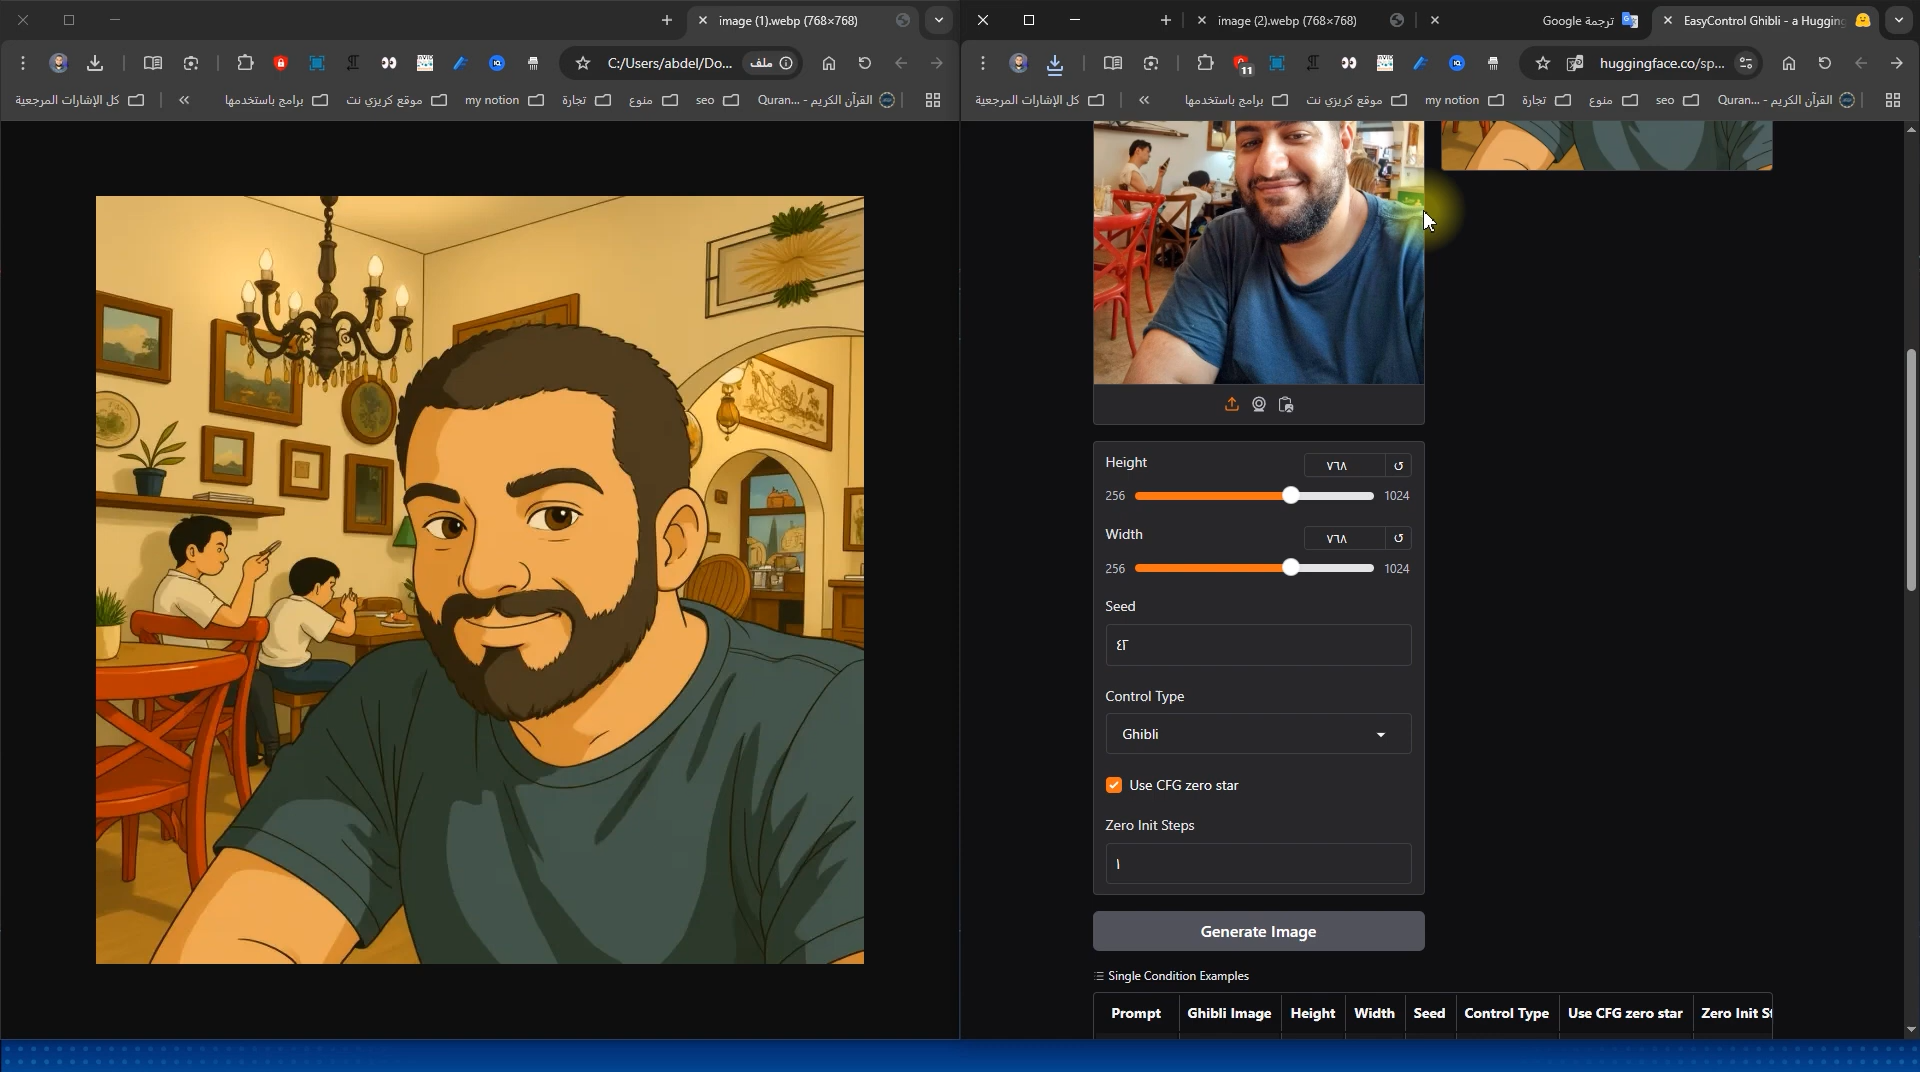 image (1).webp (768×768)
C:/Users/abdel/Do...
ملف
كل الإشارات المرجعية
برامج باستخدمها
موقع كريزي نت
my notion
تجارة
ممنوع
seo
Quran... - القرآن الكريم
image (2).webp (768×768)
ترجمة Google
EasyControl Ghibli - a Hugging
11
huggingface.co/sp...
كل الإشارات المرجعية
برامج باستخدمها
موقع كريزي نت
my notion
تجارة
ممنوع
seo
Quran... - القرآن الكريم
Height
٧٦٨
256
1024
Width
٧٦٨
256
1024
Seed
٤٢
Control Type
Ghibli
Use CFG zero star
Zero Init Steps
١
Generate Image
Single Condition Examples
Prompt
Ghibli Image
Height
Width
Seed
Control Type
Use CFG zero star
Zero Init St